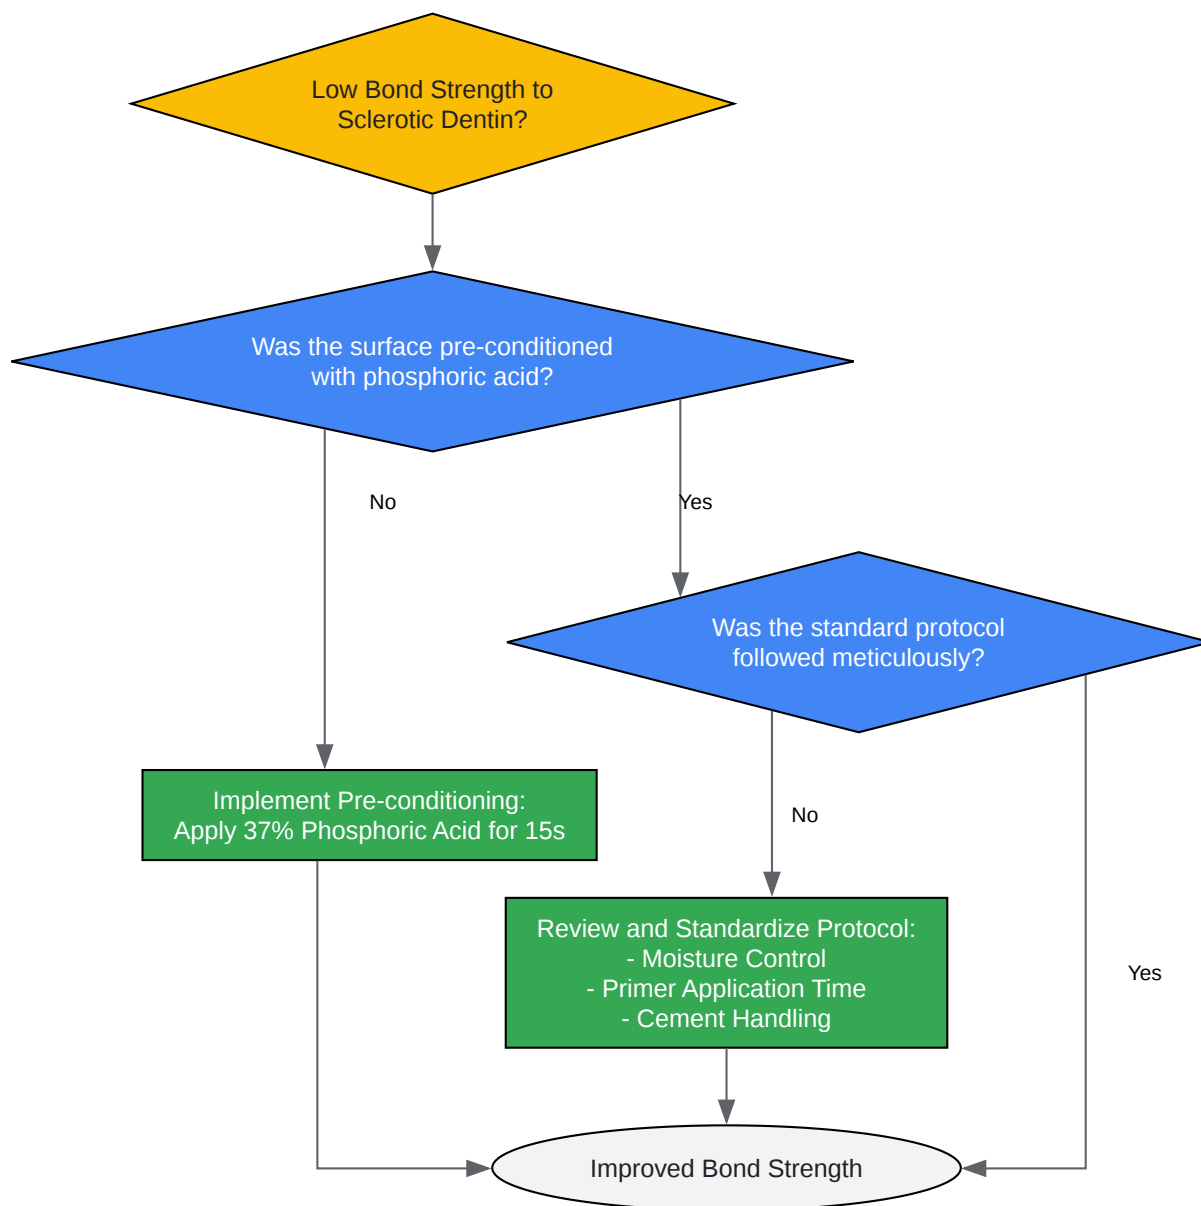 Low Bond Strength to
Sclerotic Dentin?
Was the surface pre-conditioned
with phosphoric acid?
No
Yes
Was the standard protocol
followed meticulously?
Implement Pre-conditioning:
Apply 37% Phosphoric Acid for 15s
No
Review and Standardize Protocol:
- Moisture Control
- Primer Application Time
- Cement Handling
Yes
Improved Bond Strength